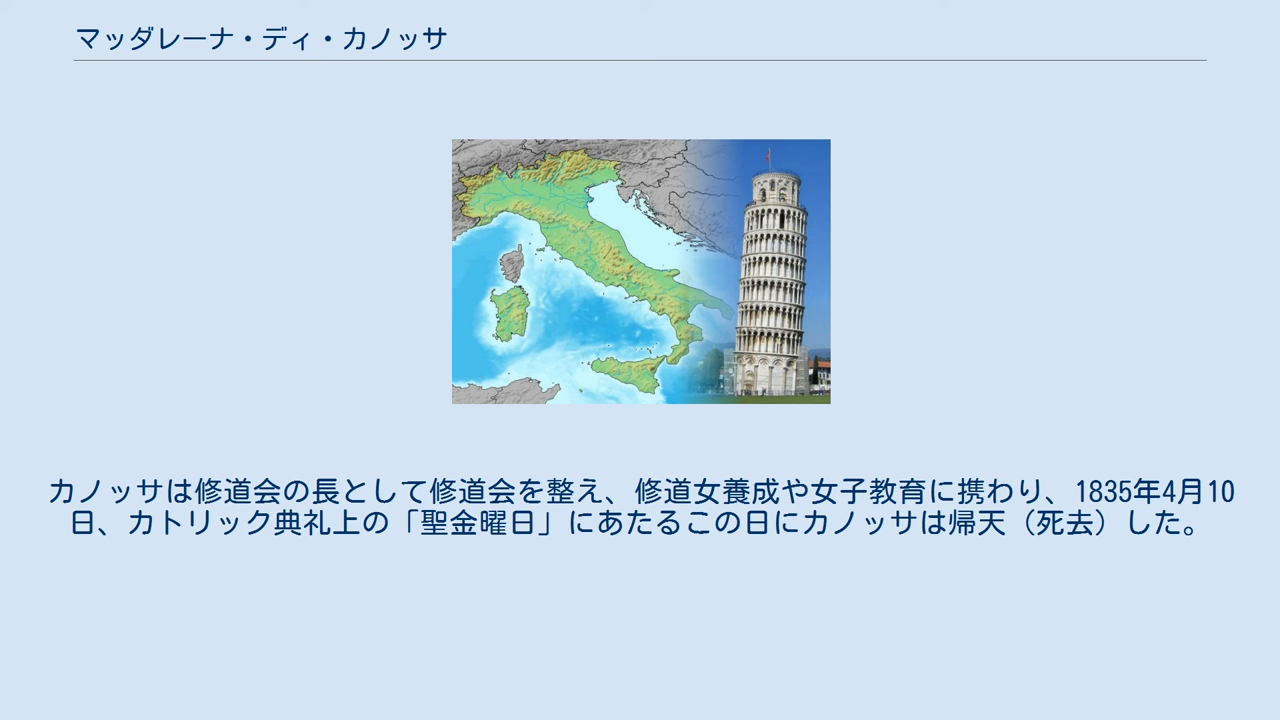 マッダレーナ・ディ・カノッサ
カノッサは修道会の長として修道会を整え、修道女養成や女子教育に携わり、1835年4月10
日、カトリック典礼上の「聖金曜日」にあたるこの日にカノッサは帰天（死去）した。